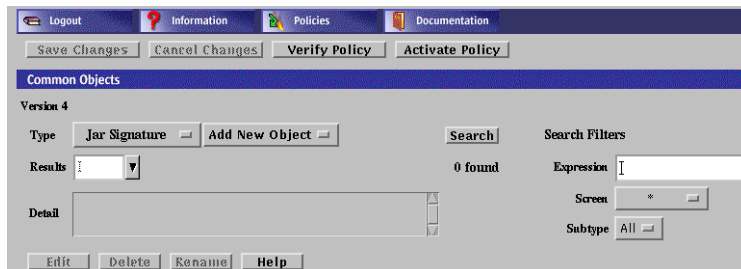 Logout Information Policies Documentation
Save Changes Cancel Changes Verify Policy Activate Policy
Common Objects
Version 4
Type Jar Signature Add New Object Search Search Filters
Results 0 found Expression
Screen *
Detail
Subtype All
Edit Delete Rename Help